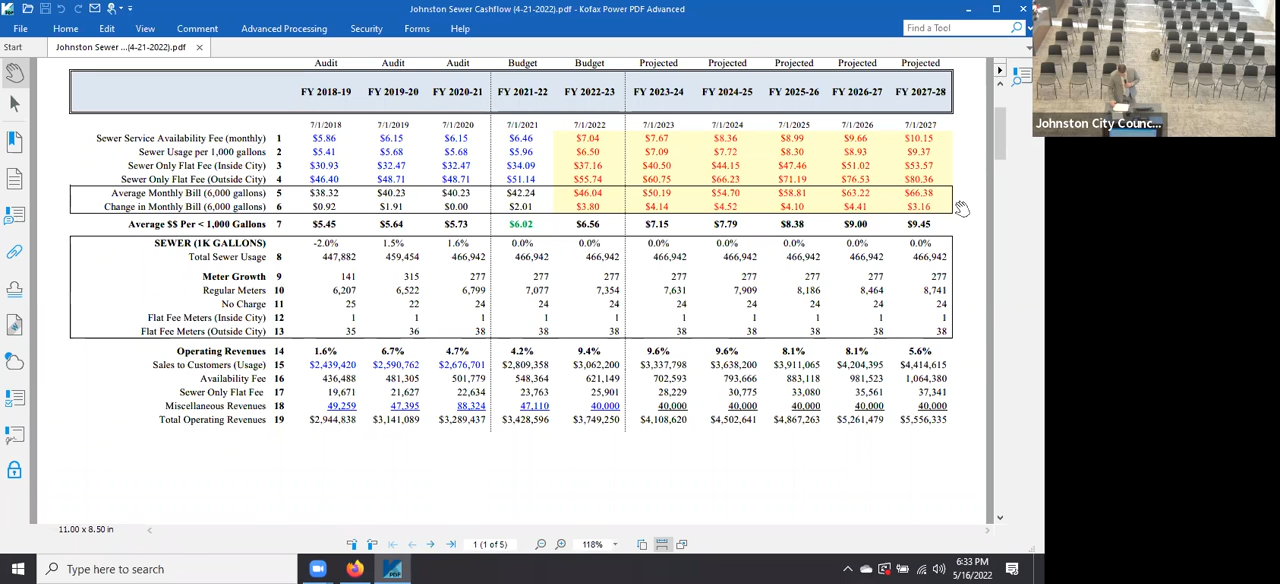 Johnston Sewer Cashflow (4-21-2022).pdf - Kofax Power PDF Advanced
File Home Edit View Comment Advanced Processing Security Forms Help Find a Tool
Start Johnston Sewer ...(4-21-2022).pdf
Audit Audit Audit Budget Budget Projected Projected Projected Projected Projected
FY 2018-19 FY 2019-20 FY 2020-21 FY 2021-22 FY 2022-23 FY 2023-24 FY 2024-25 FY 2025-26 FY 2026-27 FY 2027-28
7/1/2018 7/1/2019 7/1/2020 7/1/2021 7/1/2022 7/1/2023 7/1/2024 7/1/2025 7/1/2026 7/1/2027
Sewer Service Availability Fee (monthly) 1 $5.86 $6.15 $6.15 $6.46 $7.04 $7.67 $8.36 $8.99 $9.66 $10.15
Sewer Usage per 1,000 gallons 2 $5.41 $5.68 $5.68 $5.96 $6.50 $7.09 $7.72 $8.30 $8.93 $9.37
Sewer Only Flat Fee (Inside City) 3 $30.93 $32.47 $32.47 $34.09 $37.16 $40.50 $44.15 $47.46 $51.02 $53.57
Sewer Only Flat Fee (Outside City) 4 $46.40 $48.71 $48.71 $51.14 $55.74 $60.75 $66.23 $71.19 $76.53 $80.36
Average Monthly Bill (6,000 gallons) 5 $38.32 $40.23 $40.23 $42.24 $46.04 $50.19 $54.70 $58.81 $63.22 $66.38
Change in Monthly Bill (6,000 gallons) 6 $0.92 $1.91 $0.00 $2.01 $3.80 $4.14 $4.52 $4.10 $4.41 $3.16
Average $$ Per < 1,000 Gallons 7 $5.45 $5.64 $5.73 $6.02 $6.56 $7.15 $7.79 $8.38 $9.00 $9.45
SEWER (1K GALLONS) -2.0% 1.5% 1.6% 0.0% 0.0% 0.0% 0.0% 0.0% 0.0% 0.0%
Total Sewer Usage 8 447,882 459,454 466,942 466,942 466,942 466,942 466,942 466,942 466,942 466,942
Meter Growth 9 141 315 277 277 277 277 277 277 277 277
Regular Meters 10 6,207 6,522 6,799 7,077 7,354 7,631 7,909 8,186 8,464 8,741
No Charge 11 25 22 24 24 24 24 24 24 24 24
Flat Fee Meters (Inside City) 12 1 1 1 1 1 1 1 1 1 1
Flat Fee Meters (Outside City) 13 35 36 38 38 38 38 38 38 38 38
Operating Revenues 14 1.6% 6.7% 4.7% 4.2% 9.4% 9.6% 9.6% 8.1% 8.1% 5.6%
Sales to Customers (Usage) 15 $2,439,420 $2,590,762 $2,676,701 $2,809,358 $3,062,200 $3,337,798 $3,638,200 $3,911,065 $4,204,395 $4,414,615
Availability Fee 16 436,488 481,305 501,779 548,364 621,149 702,593 793,666 883,118 981,523 1,064,380
Sewer Only Flat Fee 17 19,671 21,627 22,634 23,763 25,901 28,229 30,775 33,080 35,561 37,341
Miscellaneous Revenues 18 49,259 47,395 88,324 47,110 40,000 40,000 40,000 40,000 40,000 40,000
Total Operating Revenues 19 $2,944,838 $3,141,089 $3,289,437 $3,428,596 $3,749,250 $4,108,620 $4,502,641 $4,867,263 $5,261,479 $5,556,335
11.00 x 8.50 in
1 (1 of 5) 118%
Type here to search
6:33 PM
5/16/2022
Johnston City Counc...